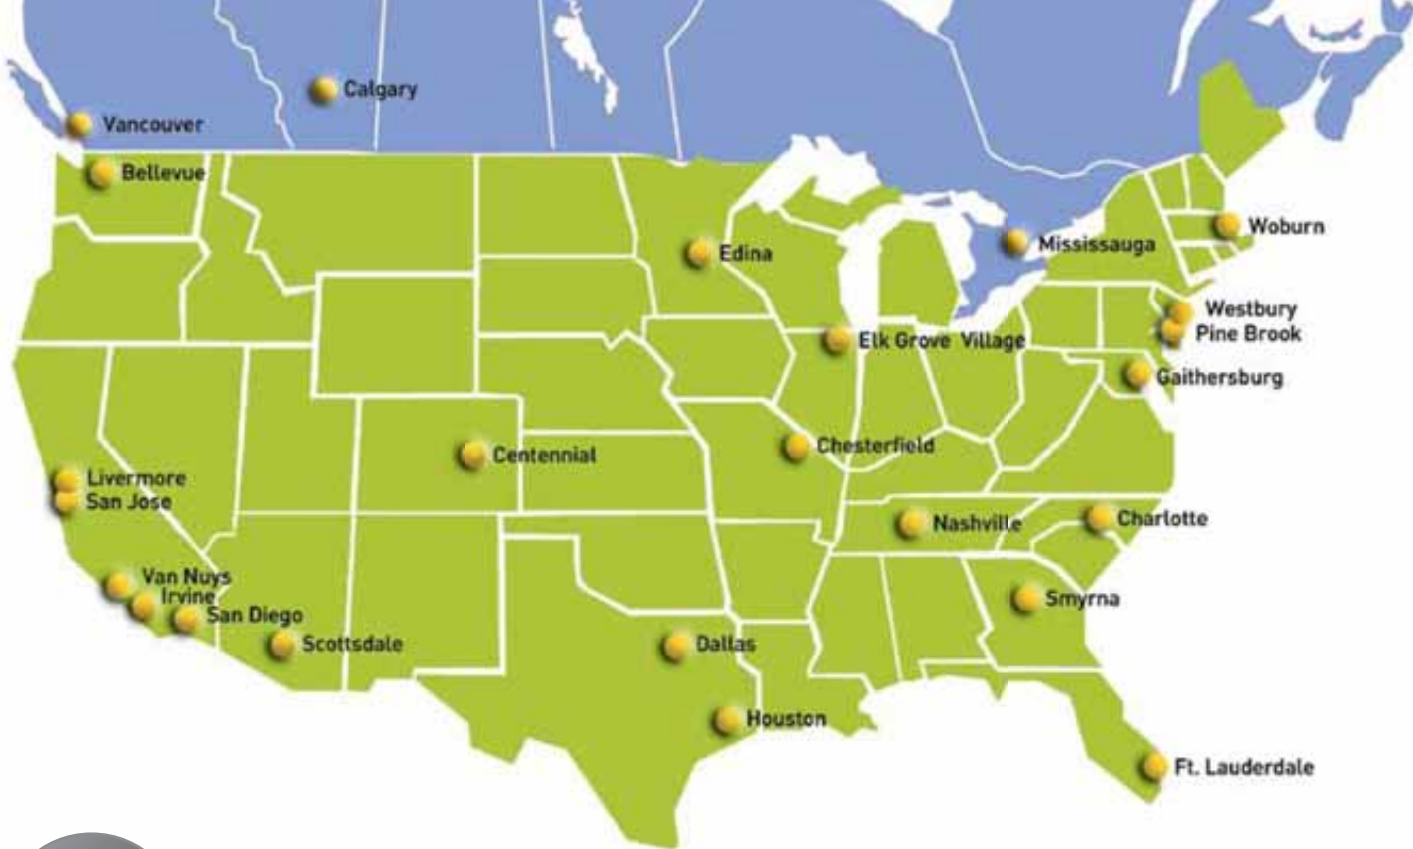 Calgary
Vancouver
Bellevue
Woburn
Mississauga
Edina
Westbury
Pine Brook
Elk Grove Village
Gaithersburg
Chesterfield
Centennial
Livermore
San Jose
Nashville
Charlotte
Van Nuys
Irvine
Smyrna
San Diego
Scottsdale
Dallas
Houston
Ft. Lauderdale